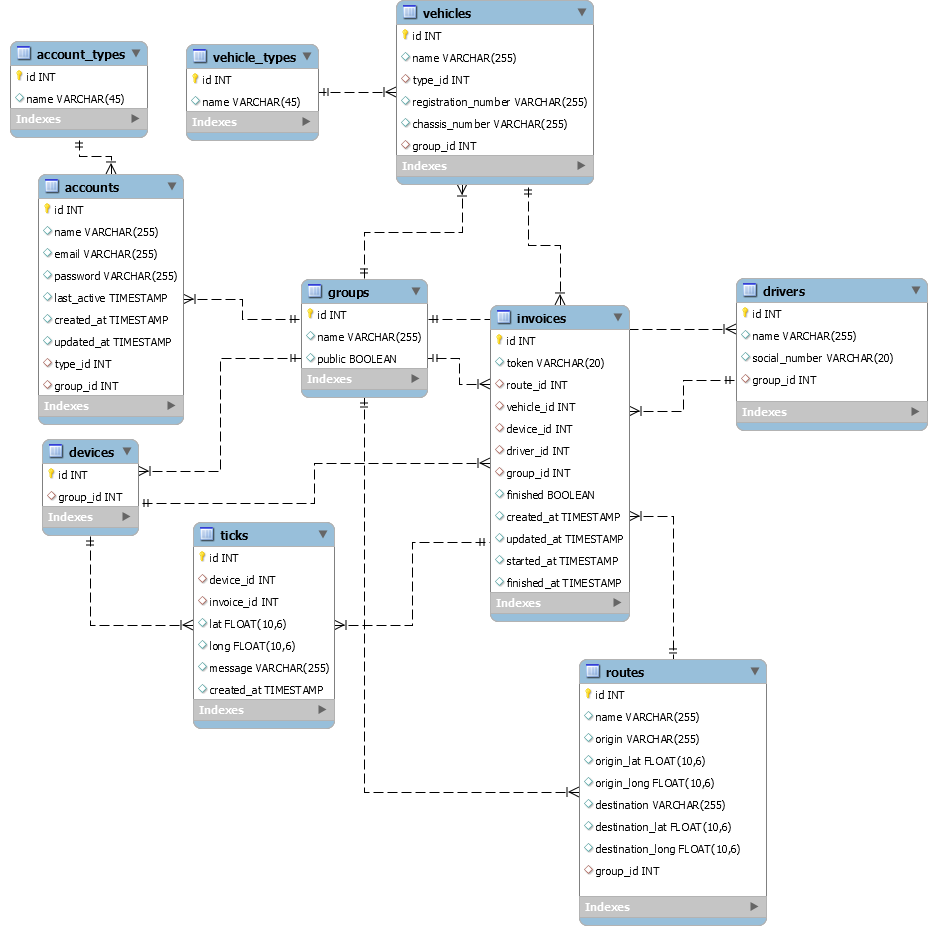 account_types
id INT
name VARCHAR(45)
Indexes
vehicle_types
id INT
name VARCHAR(45)
Indexes
vehicles
id INT
name VARCHAR(255)
type_id INT
registration_number VARCHAR(255)
chassis_number VARCHAR(255)
group_id INT
Indexes
accounts
id INT
name VARCHAR(255)
email VARCHAR(255)
password VARCHAR(255)
last_active TIMESTAMP
created_at TIMESTAMP
updated_at TIMESTAMP
type_id INT
group_id INT
Indexes
groups
id INT
name VARCHAR(255)
public BOOLEAN
Indexes
invoices
id INT
token VARCHAR(20)
route_id INT
vehicle_id INT
device_id INT
driver_id INT
group_id INT
finished BOOLEAN
created_at TIMESTAMP
updated_at TIMESTAMP
started_at TIMESTAMP
finished_at TIMESTAMP
Indexes
drivers
id INT
name VARCHAR(255)
social_number VARCHAR(20)
group_id INT
Indexes
devices
id INT
group_id INT
Indexes
ticks
id INT
device_id INT
invoice_id INT
lat FLOAT(10,6)
long FLOAT(10,6)
message VARCHAR(255)
created_at TIMESTAMP
Indexes
routes
id INT
name VARCHAR(255)
origin VARCHAR(255)
origin_lat FLOAT(10,6)
origin_long FLOAT(10,6)
destination VARCHAR(255)
destination_lat FLOAT(10,6)
destination_long FLOAT(10,6)
group_id INT
Indexes